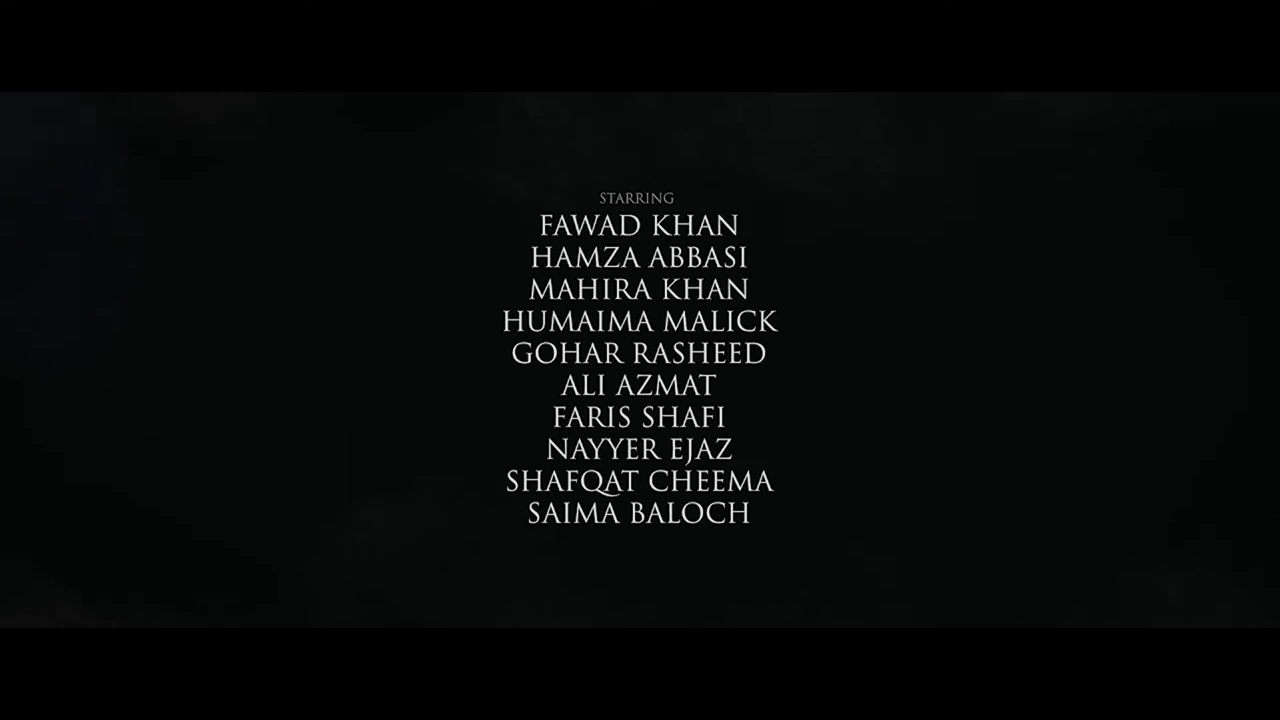 STARRING
FAWAD KHAN
HAMZA ABBASI
MAHIRA KHAN
HUMAIMA MALICK
GOHAR RASHEED
ALI AZMAT
FARIS SHAFI
NAYYER EJAZ
SHAFQAT CHEEMA
SAIMA BALOCH